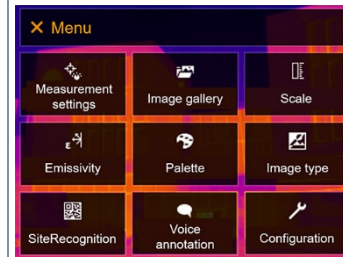 Menu
Measurement
settings
Image gallery
Scale
Emissivity
Palette
Image type
SiteRecognition
Voice
annotation
Configuration